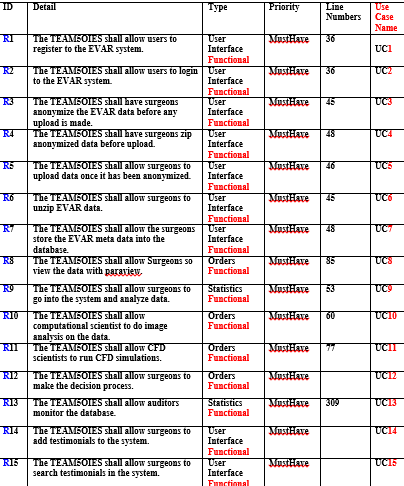 ID Detail Type Priority Line Numbers Use Case Name
R1 The TEAM5OIES shall allow users to register to the EVAR system. User Interface Functional MustHave 36 UC1
R2 The TEAM5OIES shall allow users to login to the EVAR system. User Interface Functional MustHave 36 UC2
R3 The TEAM5OIES shall have surgeons anonymize the EVAR data before any upload is made. User Interface Functional MustHave 45 UC3
R4 The TEAM5OIES shall have surgeons zip anonymized data before upload. User Interface Functional MustHave 48 UC4
R5 The TEAM5OIES shall allow surgeons to upload data once it has been anonymized. User Interface Functional MustHave 46 UC5
R6 The TEAM5OIES shall allow surgeons to unzip EVAR data. User Interface Functional MustHave 45 UC6
R7 The TEAM5OIES shall allow the surgeons store the EVAR meta data into the database. User Interface Functional MustHave 48 UC7
R8 The TEAM5OIES shall allow Surgeons so view the data with paraview. Orders Functional MustHave 85 UC8
R9 The TEAM5OIES shall allow surgeons to go into the system and analyze data. Statistics Functional MustHave 53 UC9
R10 The TEAM5OIES shall allow computational scientist to do image analysis on the data. Orders Functional MustHave 60 UC10
R11 The TEAM5OIES shall allow CFD scientists to run CFD simulations. Orders Functional MustHave 77 UC11
R12 The TEAM5OIES shall allow surgeons to make the decision process. Orders Functional MustHave UC12
R13 The TEAM5OIES shall allow auditors monitor the database. Statistics Functional MustHave 309 UC13
R14 The TEAM5OIES shall allow surgeons to add testimonials to the system. User Interface Functional MustHave UC14
R15 The TEAM5OIES shall allow surgeons to search testimonials in the system. User Interface Functional MustHave UC15